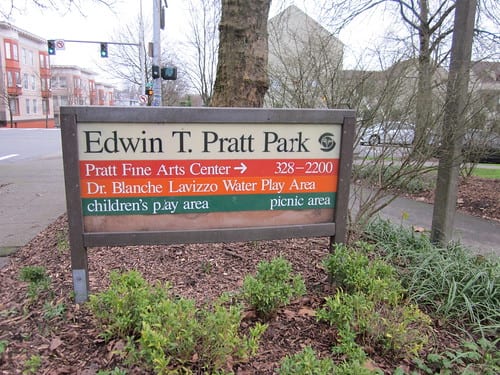 Edwin T. Pratt Park
Pratt Fine Arts Center → 328-2200
Dr. Blanche Lavizzo Water Play Area
children's play area picnic area